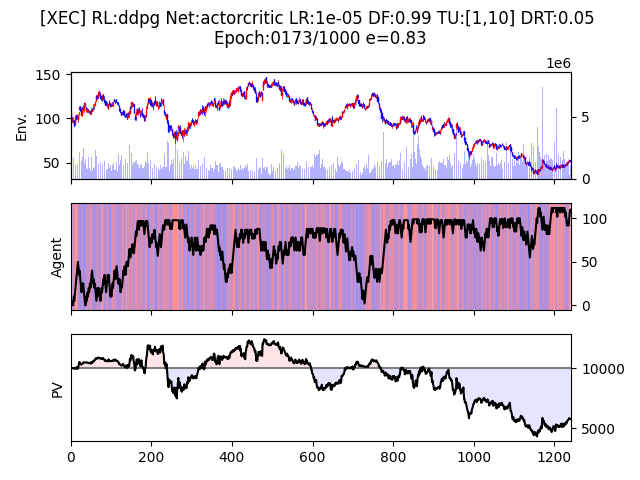 [XEC] RL:ddpg Net:actorcritic LR:1e-05 DF:0.99 TU:[1,10] DRT:0.05
Epoch:0173/1000 e=0.83
1e6
150
100
50
Env.
5
0
Agent
100
50
0
PV
10000
5000
0 200 400 600 800 1000 1200